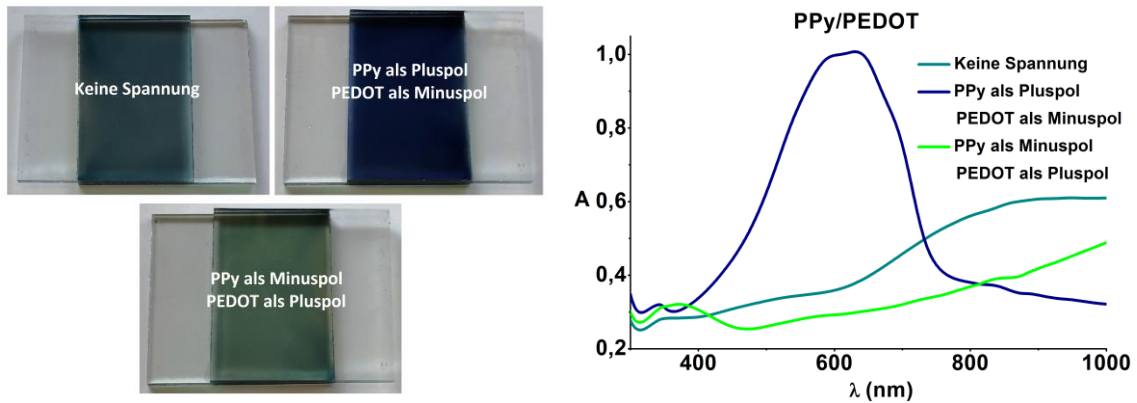 Keine Spannung
PPy als Pluspol
PEDOT als Minuspol
PPy als Minuspol
PEDOT als Pluspol
PPy/PEDOT
1,0
0,8
A 0,6
0,4
0,2
400
600
800
1000
λ (nm)
Keine Spannung
PPy als Pluspol
PEDOT als Minuspol
PPy als Minuspol
PEDOT als Pluspol